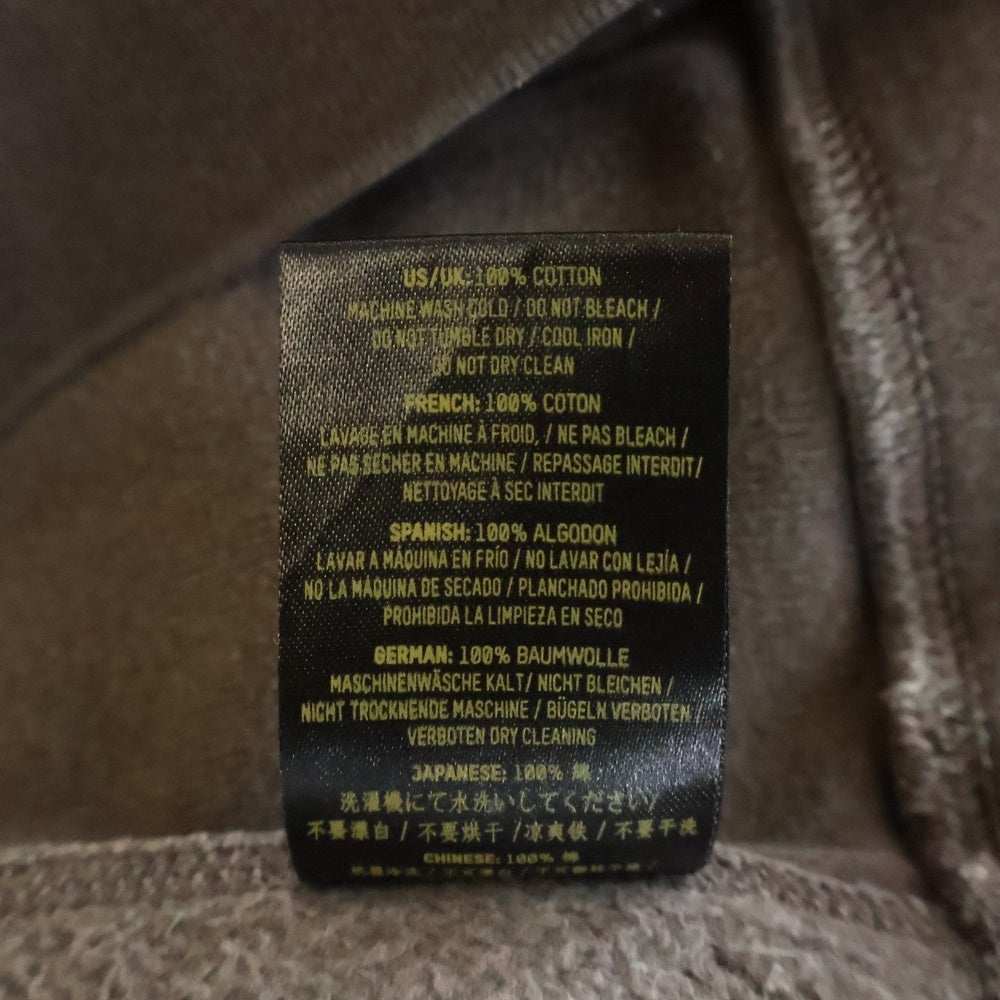 US/UK: 100% COTTON
MACHINE WASH COLD / DO NOT BLEACH /
DO NOT TUMBLE DRY / COOL IRON /
DO NOT DRY CLEAN
FRENCH: 100% COTON
LAVAGE EN MACHINE À FROID, / NE PAS BLEACH /
NE PAS SÉCHER EN MACHINE / REPASSAGE INTERDIT/
NETTOYAGE À SEC INTERDIT
SPANISH: 100% ALGODON
LAVAR A MÁQUINA EN FRÍO / NO LAVAR CON LEJÍA /
NO LA MÁQUINA DE SECADO / PLANCHADO PROHIBIDA /
PROHIBIDA LA LIMPIEZA EN SECO
GERMAN: 100% BAUMWOLLE
MASCHINENWÄSCHE KALT/ NICHT BLEICHEN /
NICHT TROCKNENDE MASCHINE / BÜGELN VERBOTEN /
VERBOTEN DRY CLEANING
JAPANESE: 100% 綿
洗濯機にて水洗いしてください/
不要漂白 / 不要烘干 /凉爽铁 / 不要干洗
CHINESE: 100% 棉